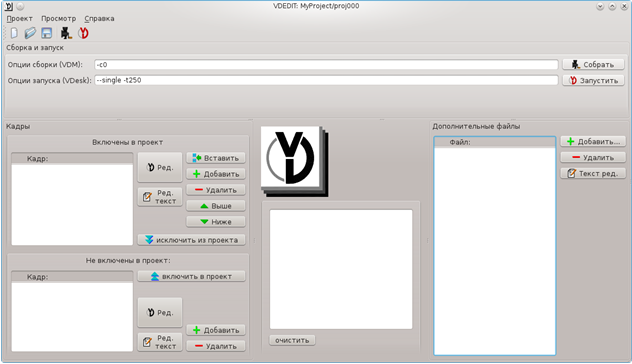 VDEDIT: MyProject/proj000
Проект Просмотр Справка
Сборка и запуск
Опции сборки (VDM): -c0 Собрать
Опции запуска (VDesk): --single -t250 Запустить
Кадры
Включены в проект
Кадр:
Ред.
Ред. текст
Вставить
Добавить
Удалить
Выше
Ниже
исключить из проекта
Не включены в проект:
Кадр:
включить в проект
Ред.
Ред. текст
Добавить
Удалить
VD
очистить
Дополнительные файлы
Файл:
Добавить...
Удалить
Текст ред.